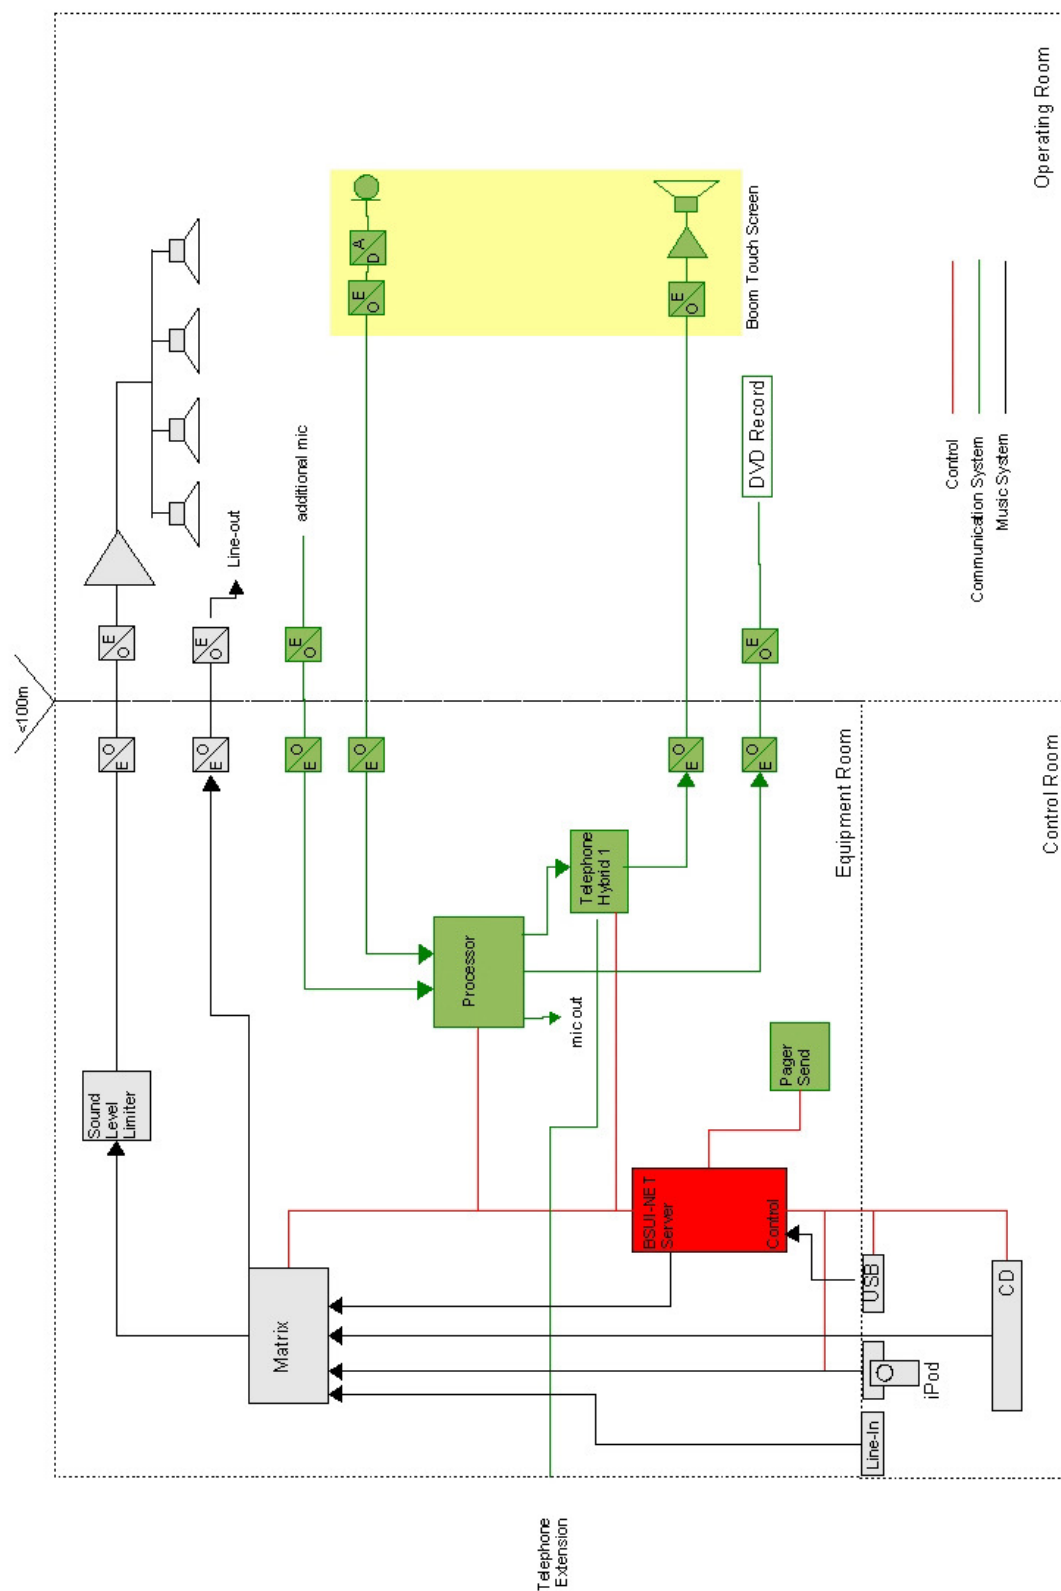 <100m
Sound
Level
Limiter
O
E
E
O
Line-out
O
E
E
O
Matrix
additional mic
O
E
E
O
O
E
E
O
A
D
Processor
Telephone
Extension
mic out
Telephone
Hybrid 1
BSUI-NET
Server
Control
O
E
E
O
Boom Touch Screen
Pager
Send
O
E
E
O
DVD Record
Equipment Room
Line-In
USB
iPod
CD
Control
Communication System
Music System
Control Room
Operating Room